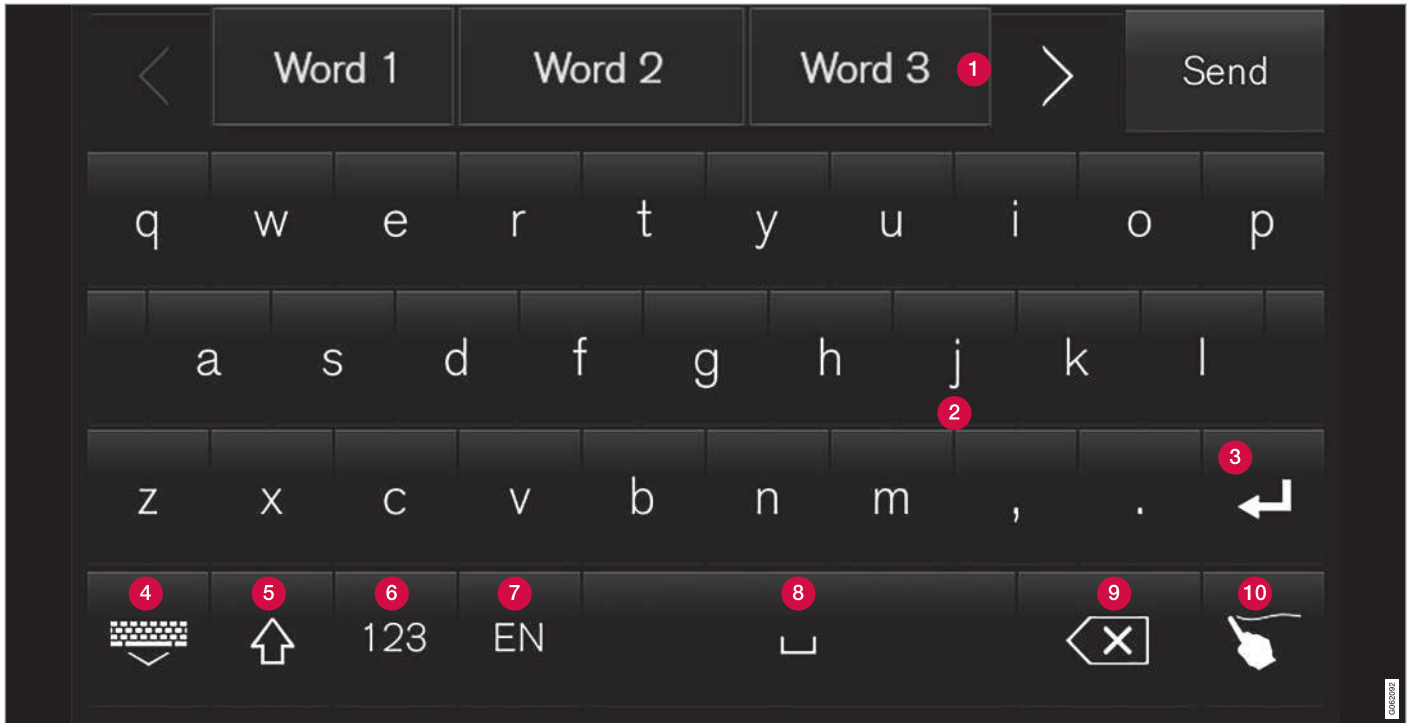 Word 1 Word 2 Word 3 1 Send
q w e r t y u i o p
a s d f g h j k l
2
3
z x c v b n m , .
4 5 6 7 8 9 10
123 EN
G062092